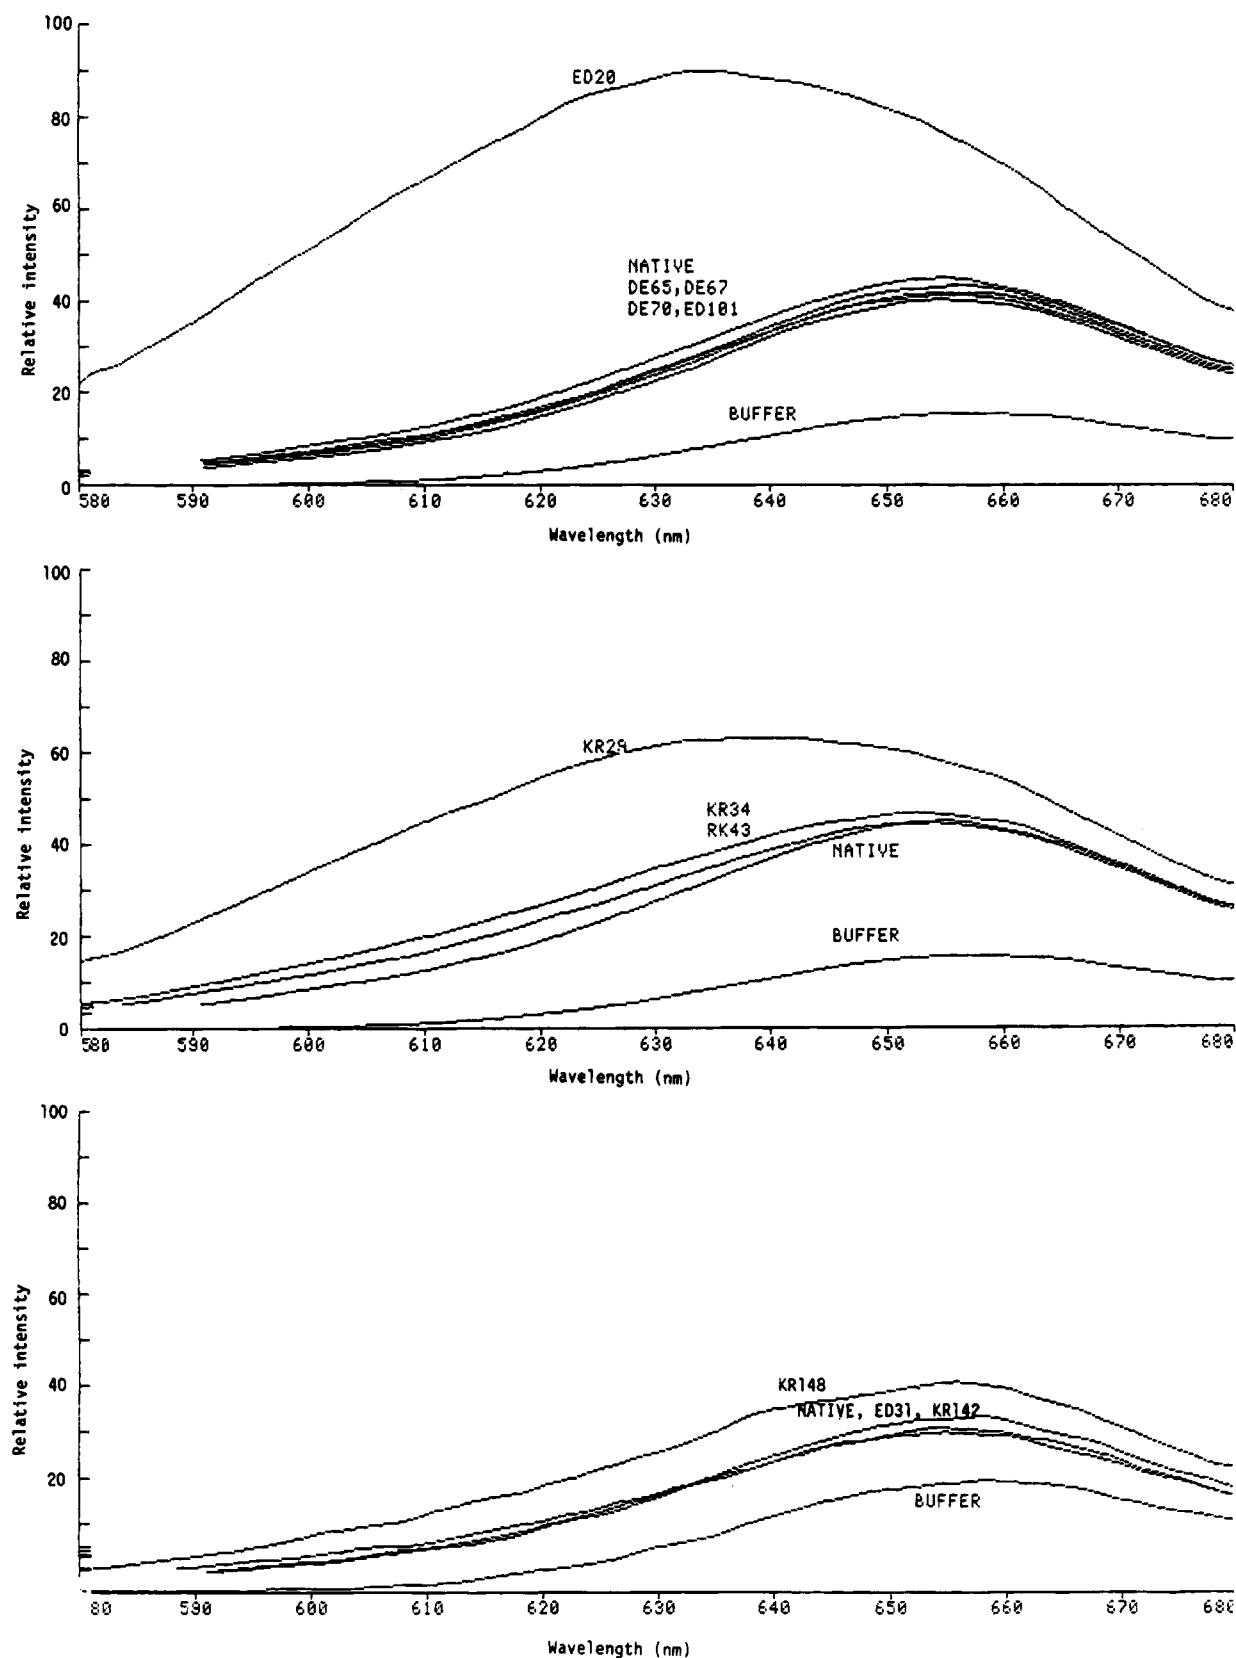 100
80
60
40
20
0
Relative intensity
ED20
NATIVE
DE65,DE67
DE70,ED101
BUFFER
580 590 600 610 620 630 640 650 660 670 680
Wavelength (nm)
100
80
60
40
20
0
Relative intensity
KR29
KR34
RK43
NATIVE
BUFFER
580 590 600 610 620 630 640 650 660 670 680
Wavelength (nm)
100
80
60
40
20
Relative intensity
KR148
NATIVE, ED31, KR142
BUFFER
80 590 600 610 620 630 640 650 660 670 680
Wavelength (nm)